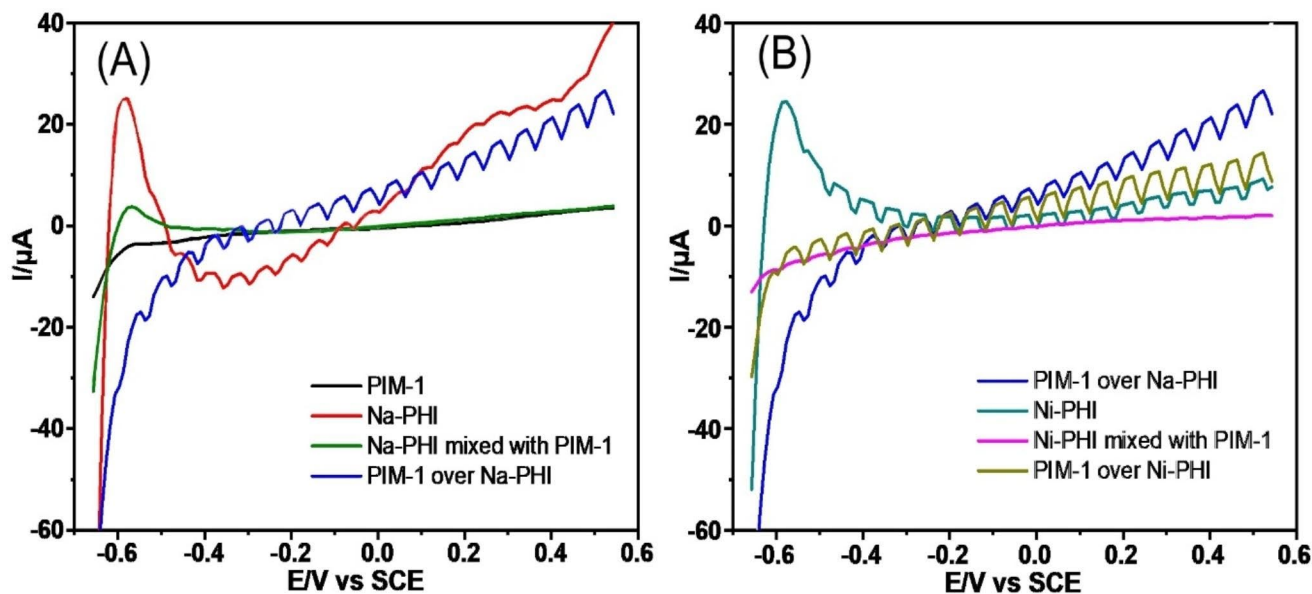 (A)
40
20
0
-20
-40
-60
I/µA
-0.6 -0.4 -0.2 0.0 0.2 0.4 0.6
E/V vs SCE
PIM-1
Na-PHI
Na-PHI mixed with PIM-1
PIM-1 over Na-PHI
(B)
40
20
0
-20
-40
-60
I/µA
-0.6 -0.4 -0.2 0.0 0.2 0.4 0.6
E/V vs SCE
PIM-1 over Na-PHI
Ni-PHI
Ni-PHI mixed with PIM-1
PIM-1 over Ni-PHI